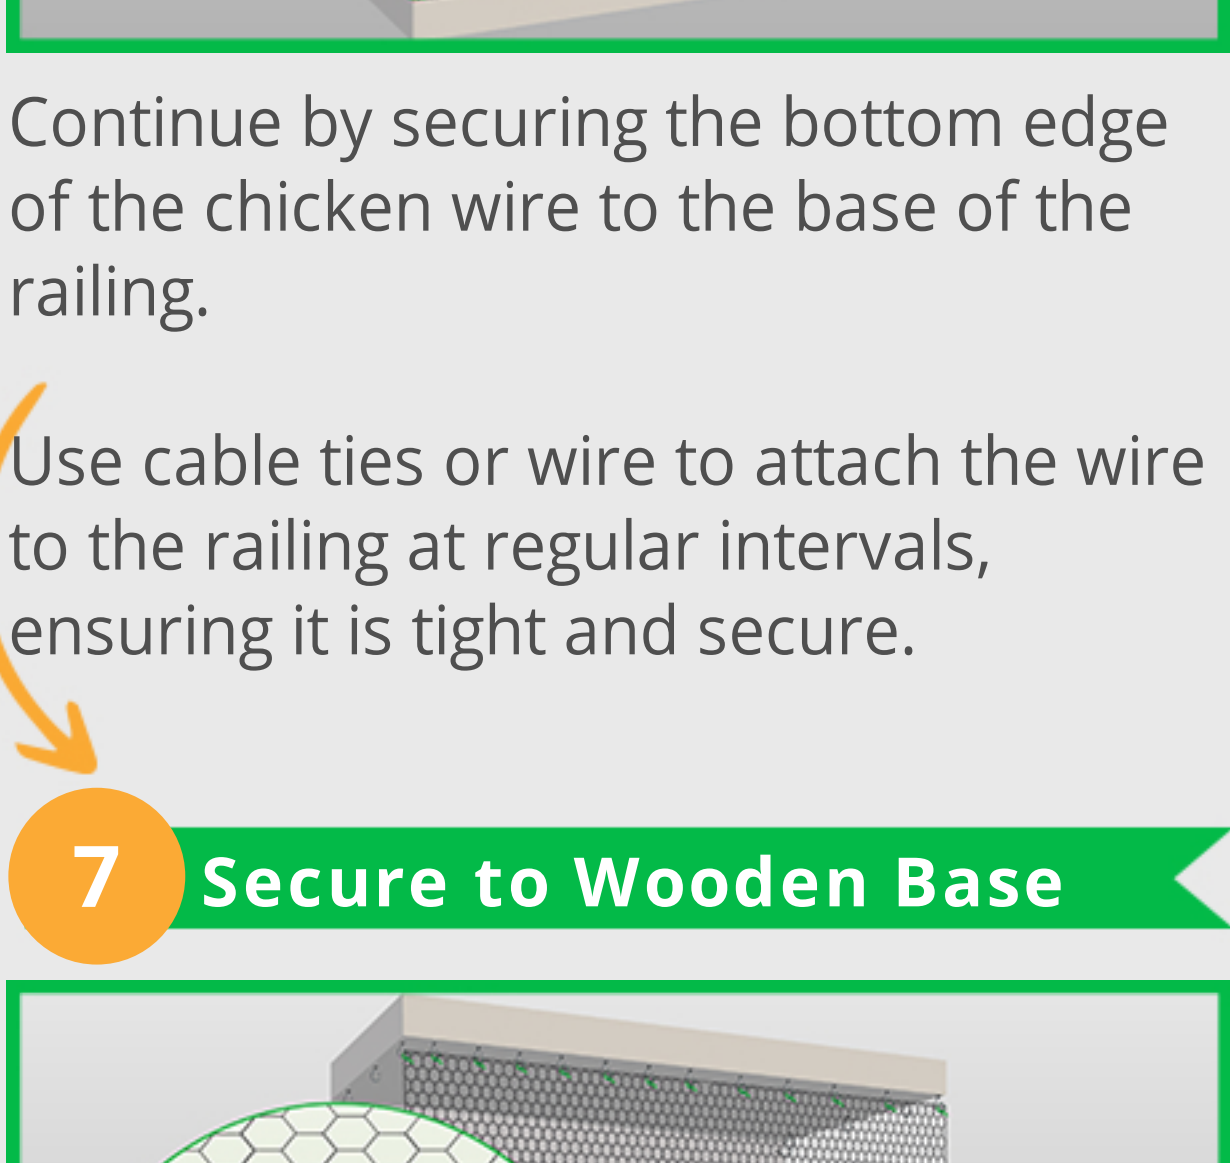 Continue by securing the bottom edge
of the chicken wire to the base of the
railing.
Use cable ties or wire to attach the wire
to the railing at regular intervals,
ensuring it is tight and secure.
7
Secure to Wooden Base